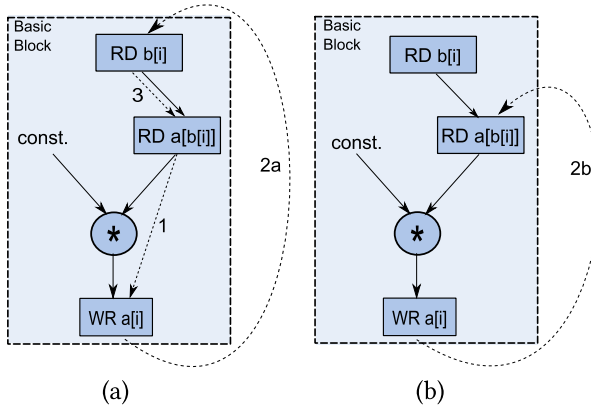 Basic
Block
RD b[i]
3
RD a[b[i]]
const.
1
*
WR a[i]
2a
(a)
Basic
Block
RD b[i]
RD a[b[i]]
const.
*
WR a[i]
2b
(b)